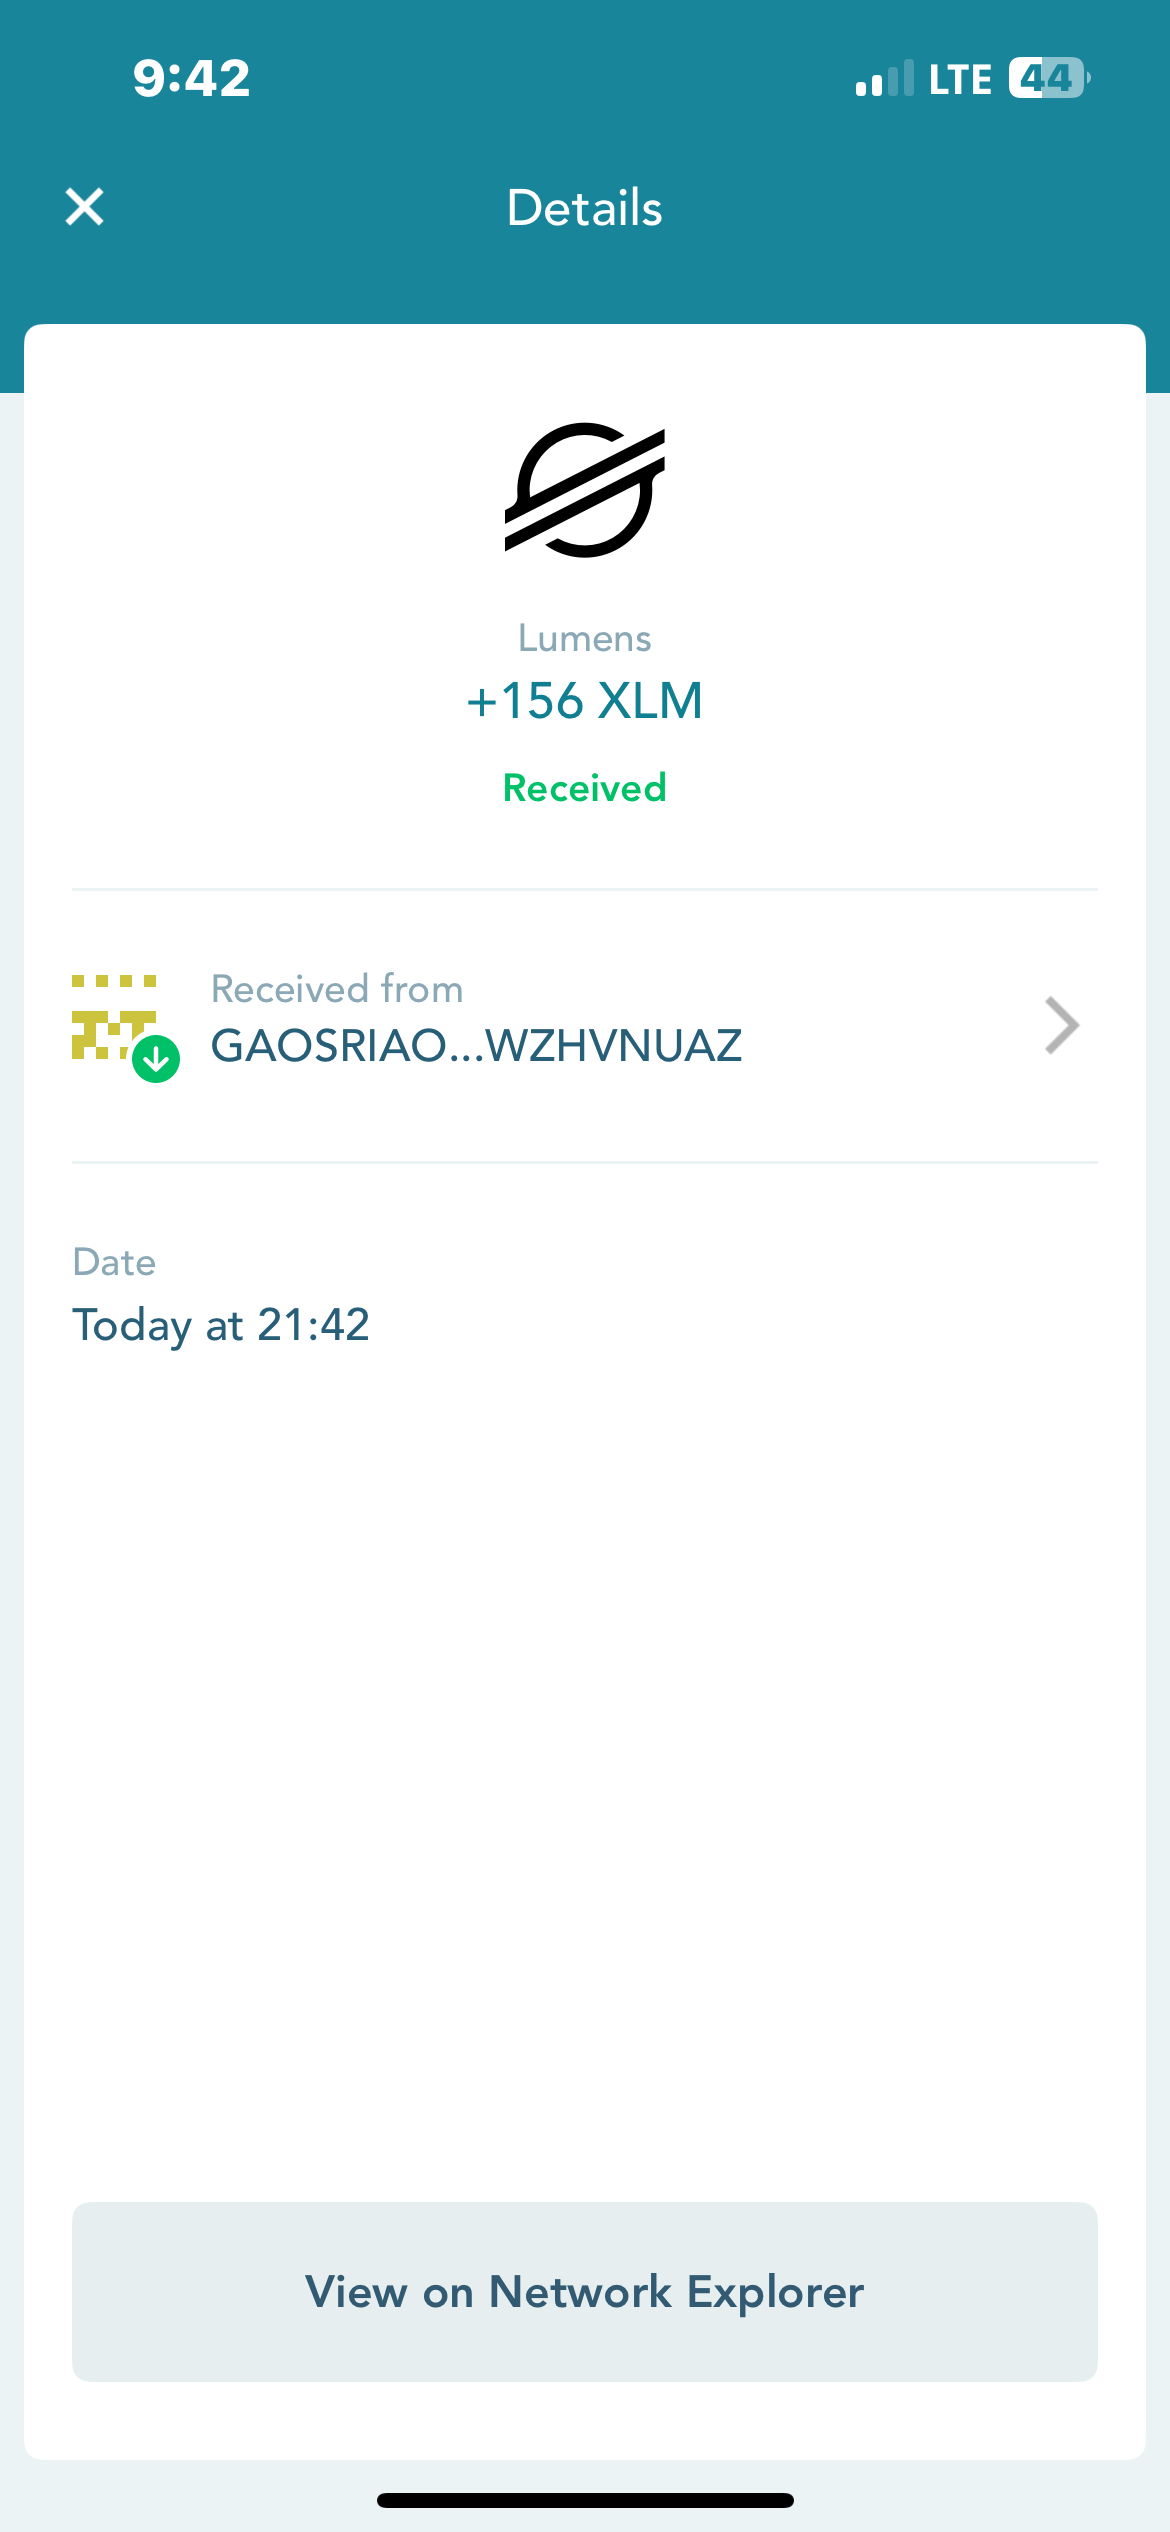 9:42
LTE 44
Details
Lumens
+156 XLM
Received
Received from
GAOSRIAO...WZHVNUAZ
Date
Today at 21:42
View on Network Explorer